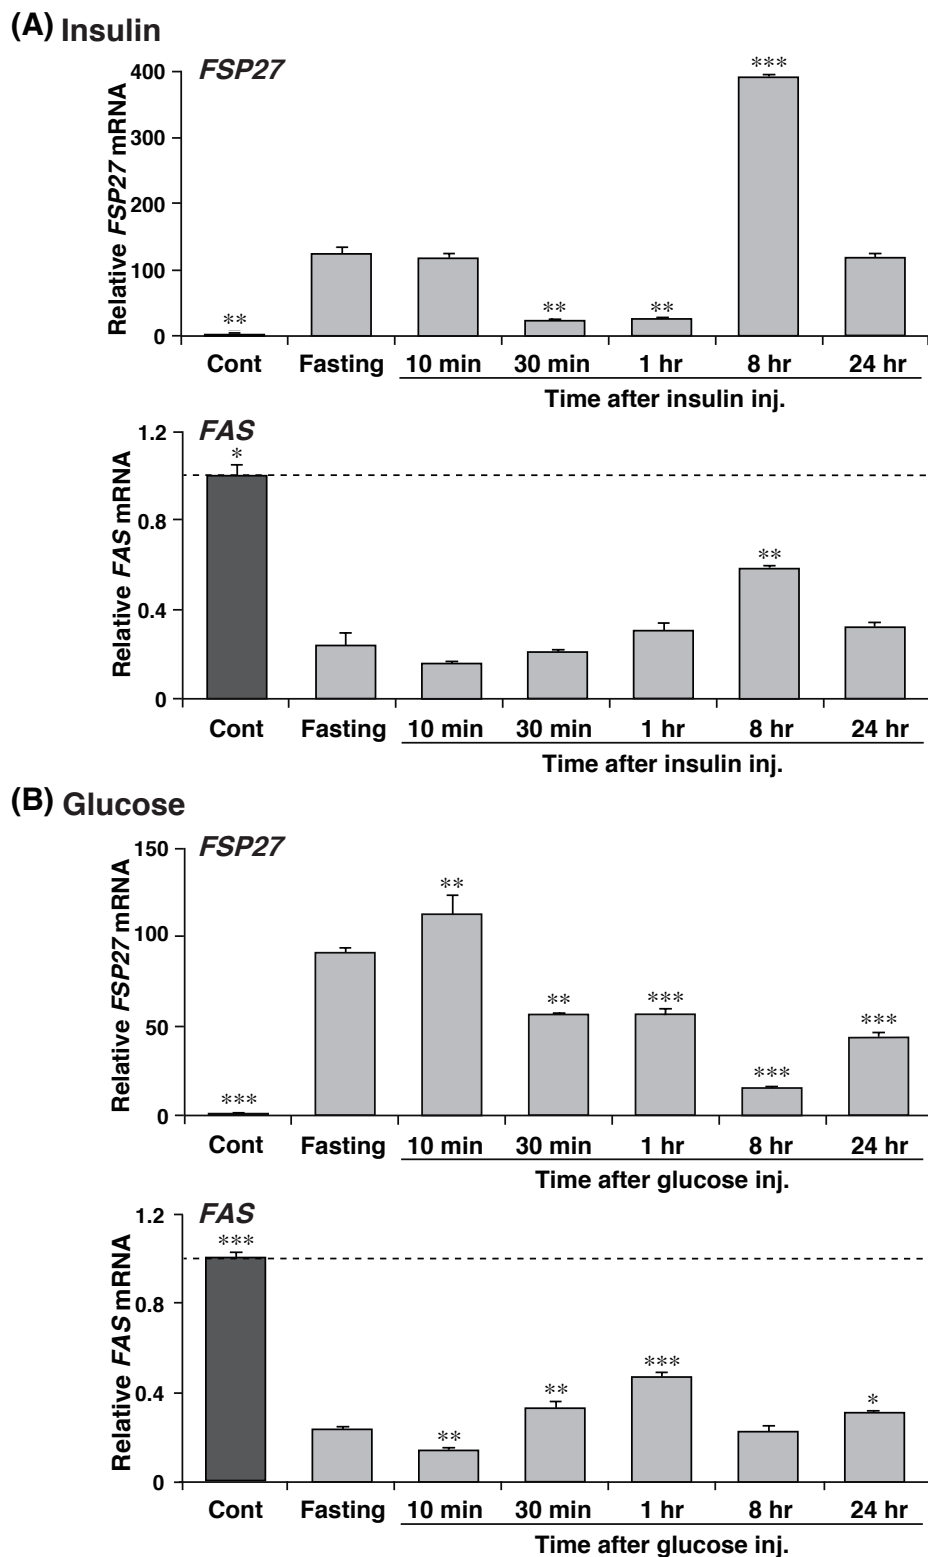 (A) Insulin
FSP27
Relative FSP27 mRNA
400
300
200
100
0
**
**
**
***
Cont Fasting 10 min 30 min 1 hr 8 hr 24 hr
Time after insulin inj.
FAS
Relative FAS mRNA
1.2
0.8
0.4
0
*
**
Cont Fasting 10 min 30 min 1 hr 8 hr 24 hr
Time after insulin inj.
(B) Glucose
FSP27
Relative FSP27 mRNA
150
100
50
0
***
**
**
***
***
***
Cont Fasting 10 min 30 min 1 hr 8 hr 24 hr
Time after glucose inj.
FAS
Relative FAS mRNA
1.2
0.8
0.4
0
***
**
**
***
*
Cont Fasting 10 min 30 min 1 hr 8 hr 24 hr
Time after glucose inj.